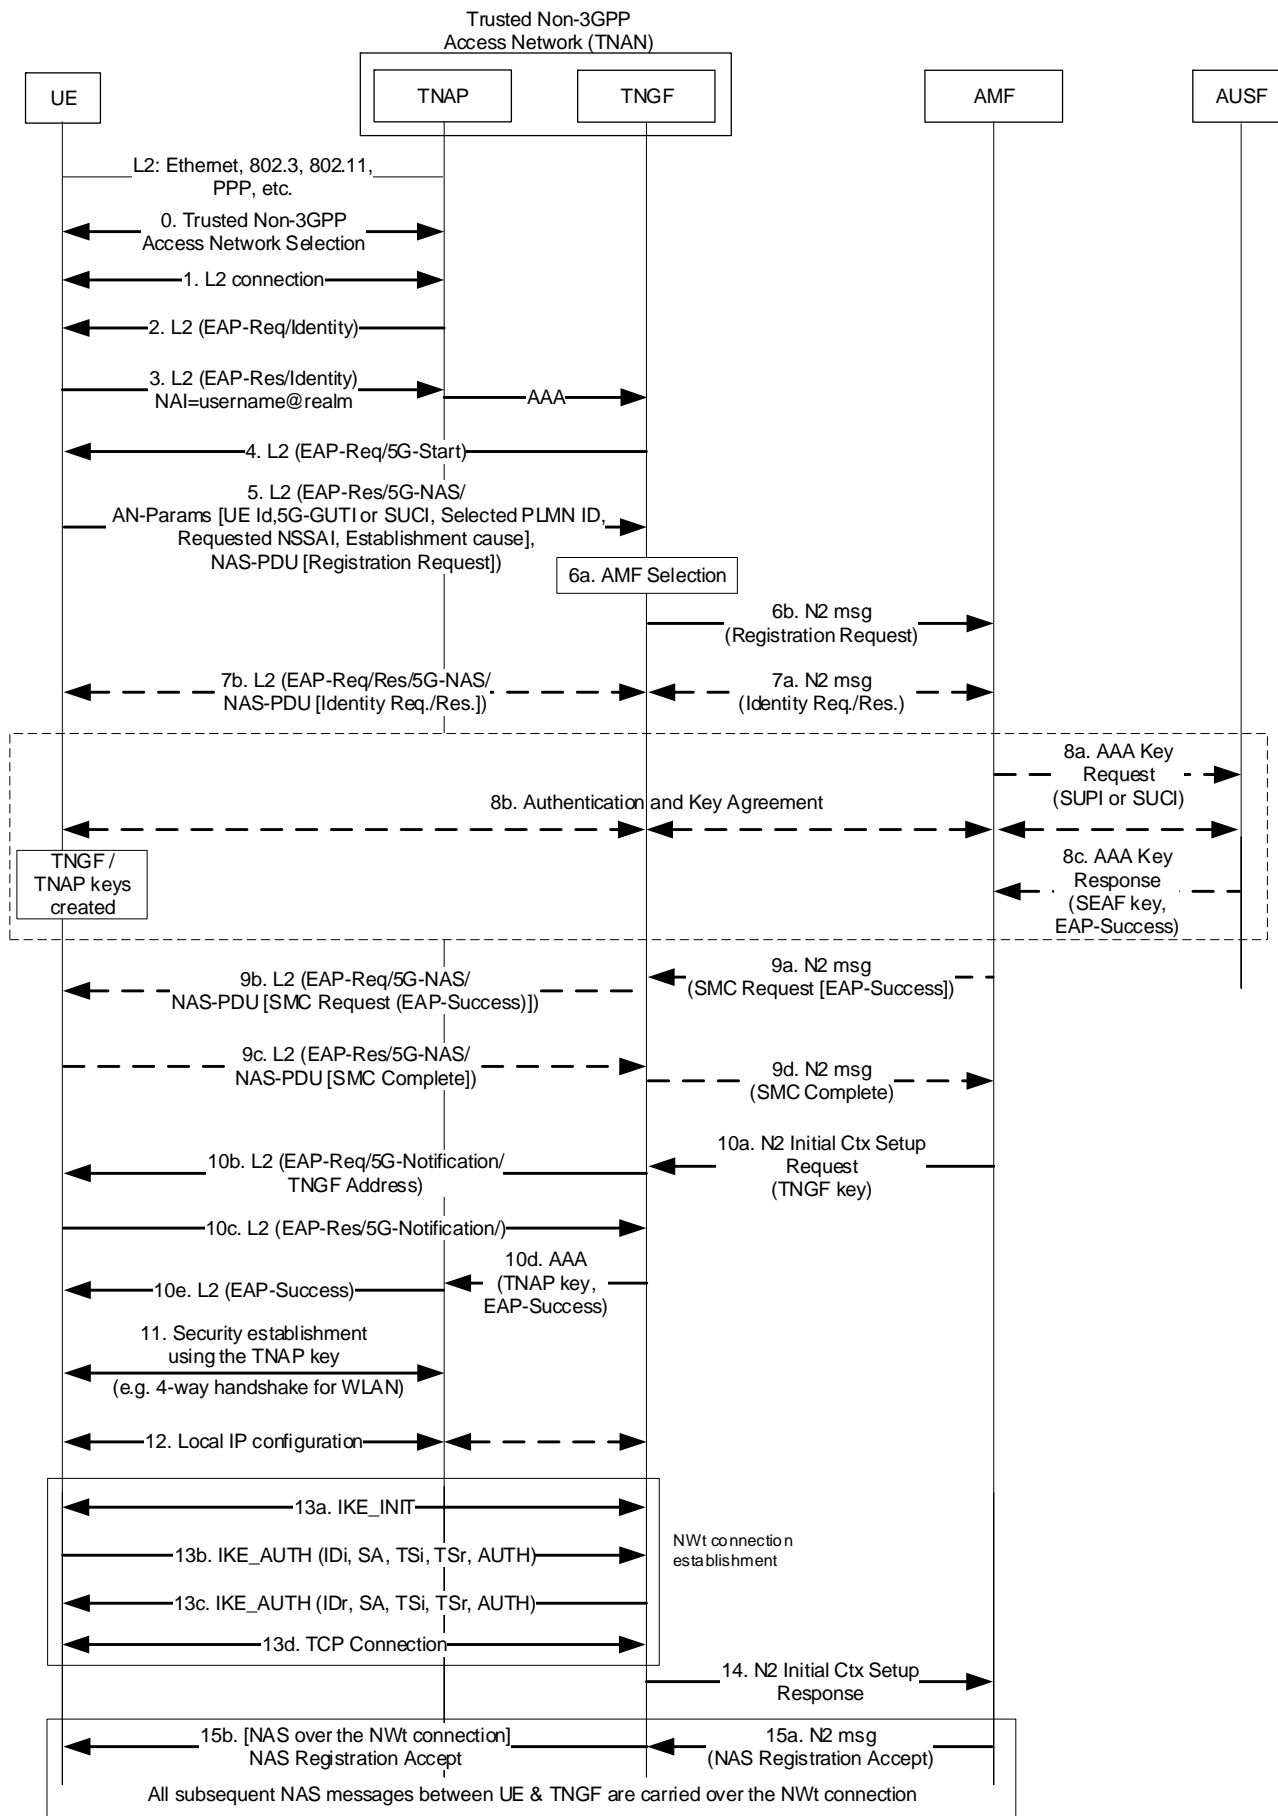 Trusted Non-3GPP
Access Network (TNAN)
UE
TNAP
TNGF
AMF
AUSF
L2: Ethernet, 802.3, 802.11,
PPP, etc.
0. Trusted Non-3GPP
Access Network Selection
1. L2 connection
2. L2 (EAP-Req/Identity)
3. L2 (EAP-Res/Identity)
NAI=username@realm
AAA
4. L2 (EAP-Req/5G-Start)
5. L2 (EAP-Res/5G-NAS/
AN-Params [UE Id,5G-GUTI or SUCI, Selected PLMN ID,
Requested NSSAI, Establishment cause],
NAS-PDU [Registration Request])
6a. AMF Selection
6b. N2 msg
(Registration Request)
7b. L2 (EAP-Req/Res/5G-NAS/
NAS-PDU [Identity Req./Res.])
7a. N2 msg
(Identity Req./Res.)
8a. AAA Key
Request
(SUPI or SUCI)
8b. Authentication and Key Agreement
TNGF /
TNAP keys
created
8c. AAA Key
Response
(SEAF key,
EAP-Success)
9b. L2 (EAP-Req/5G-NAS/
NAS-PDU [SMC Request (EAP-Success)])
9a. N2 msg
(SMC Request [EAP-Success])
9c. L2 (EAP-Res/5G-NAS/
NAS-PDU [SMC Complete])
9d. N2 msg
(SMC Complete)
10a. N2 Initial Ctx Setup
Request
(TNGF key)
10b. L2 (EAP-Req/5G-Notification/
TNGF Address)
10c. L2 (EAP-Res/5G-Notification/)
10d. AAA
(TNAP key,
EAP-Success)
10e. L2 (EAP-Success)
11. Security establishment
using the TNAP key
(e.g. 4-way handshake for WLAN)
12. Local IP configuration
13a. IKE_INIT
13b. IKE_AUTH (IDi, SA, TSi, TSr, AUTH)
13c. IKE_AUTH (IDr, SA, TSi, TSr, AUTH)
13d. TCP Connection
NWt connection
establishment
14. N2 Initial Ctx Setup
Response
15b. [NAS over the NWt connection]
NAS Registration Accept
15a. N2 msg
(NAS Registration Accept)
All subsequent NAS messages between UE & TNGF are carried over the NWt connection